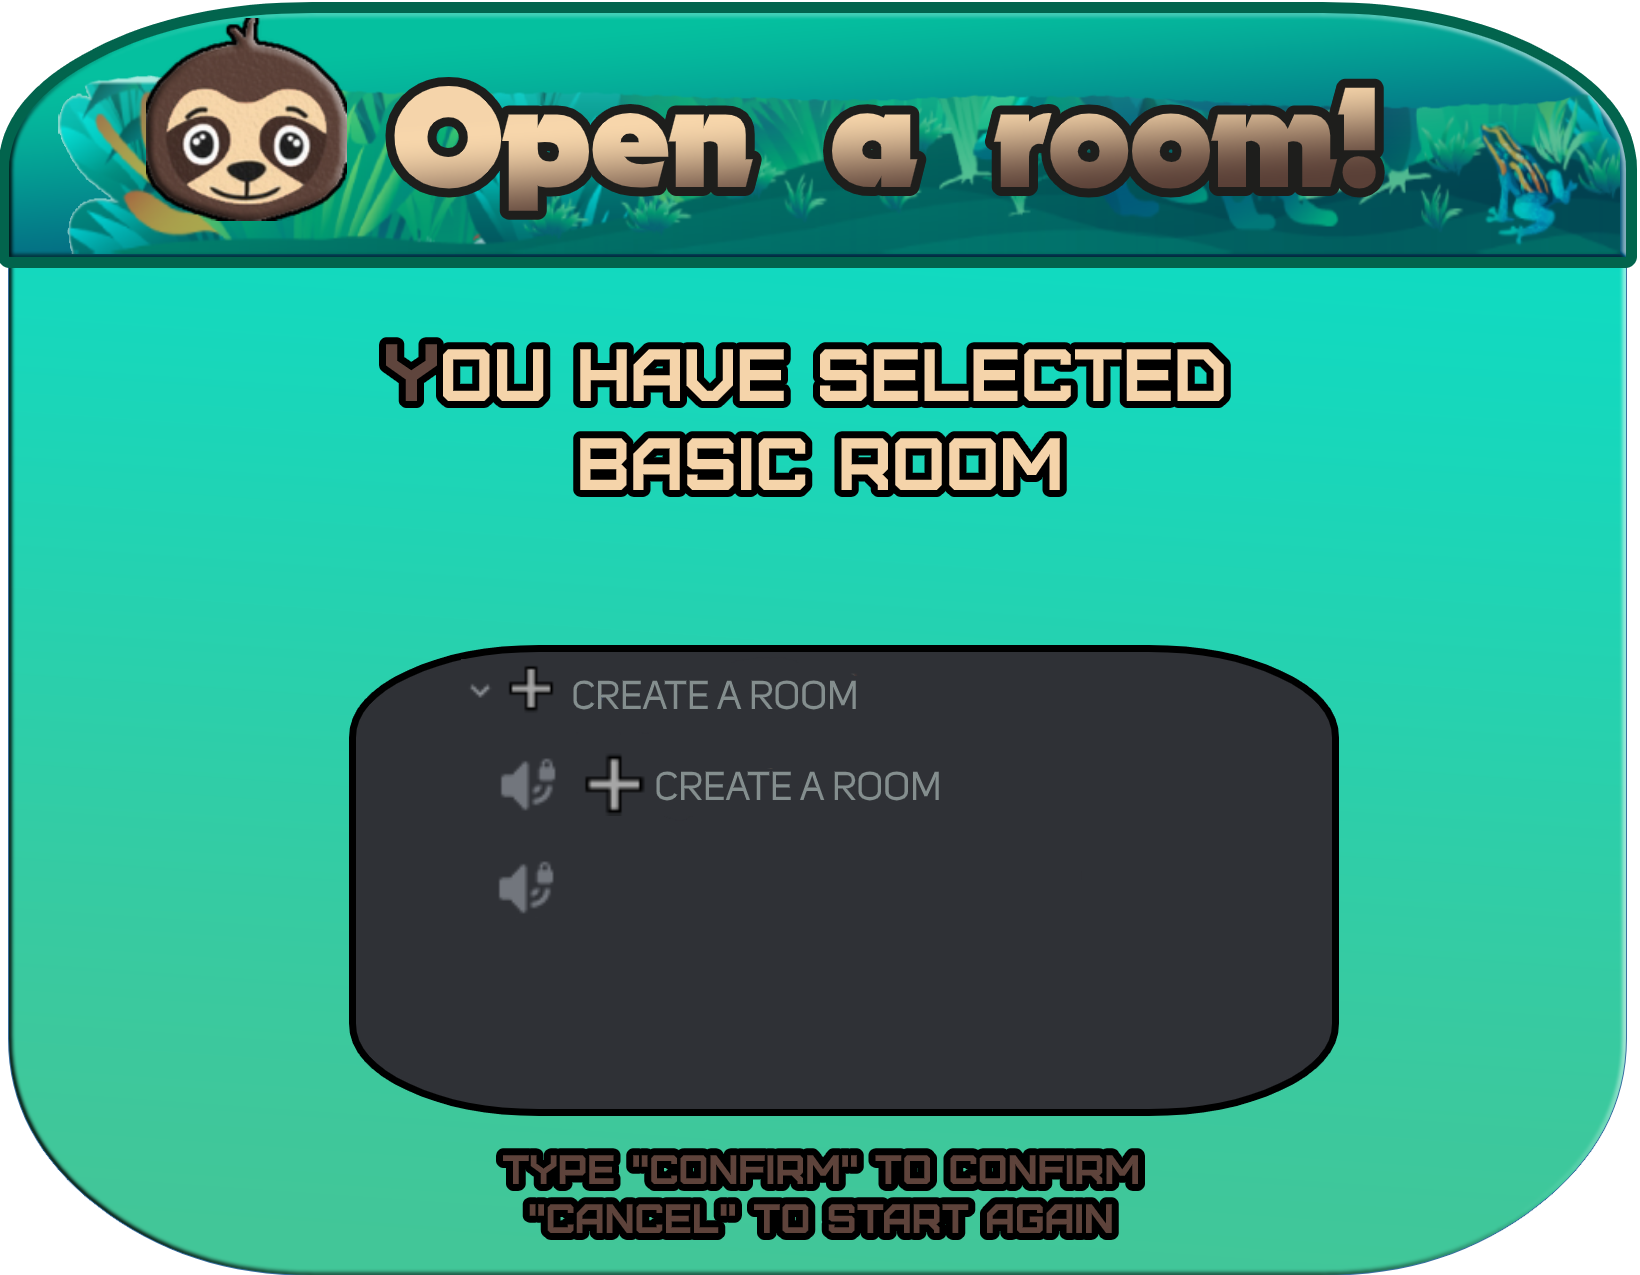 Open a room!
YOU HAVE SELECTED
BASIC ROOM
CREATE A ROOM
CREATE A ROOM
TYPE "CONFIRM" TO CONFIRM
"CANCEL" TO START AGAIN